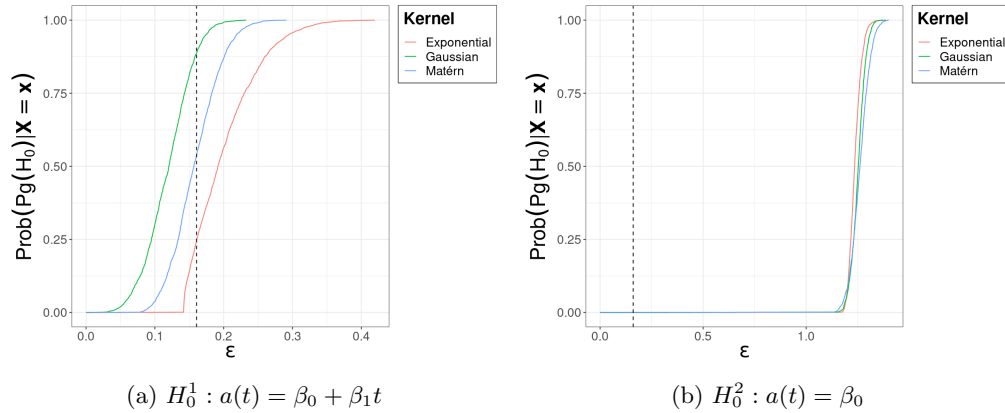 1.00
0.75
0.50
0.25
0.00
Prob(Pg(H₀)|X = x)
0.0 0.1 0.2 0.3 0.4
ε
Kernel
Exponential
Gaussian
Matérn
(a) H₀¹ : a(t) = β₀ + β₁t
1.00
0.75
0.50
0.25
0.00
Prob(Pg(H₀)|X = x)
0.0 0.5 1.0
ε
Kernel
Exponential
Gaussian
Matérn
(b) H₀² : a(t) = β₀